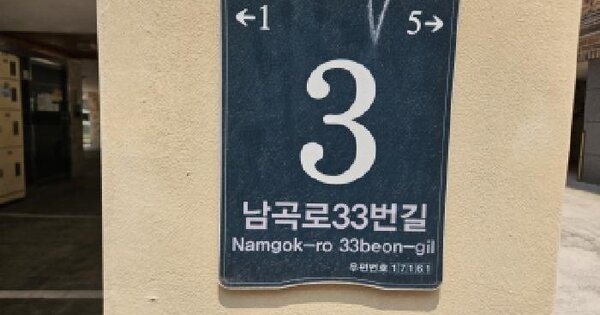 ←1 5→
3
남곡로33번길
Namgok-ro 33beon-gil
우편번호 17161